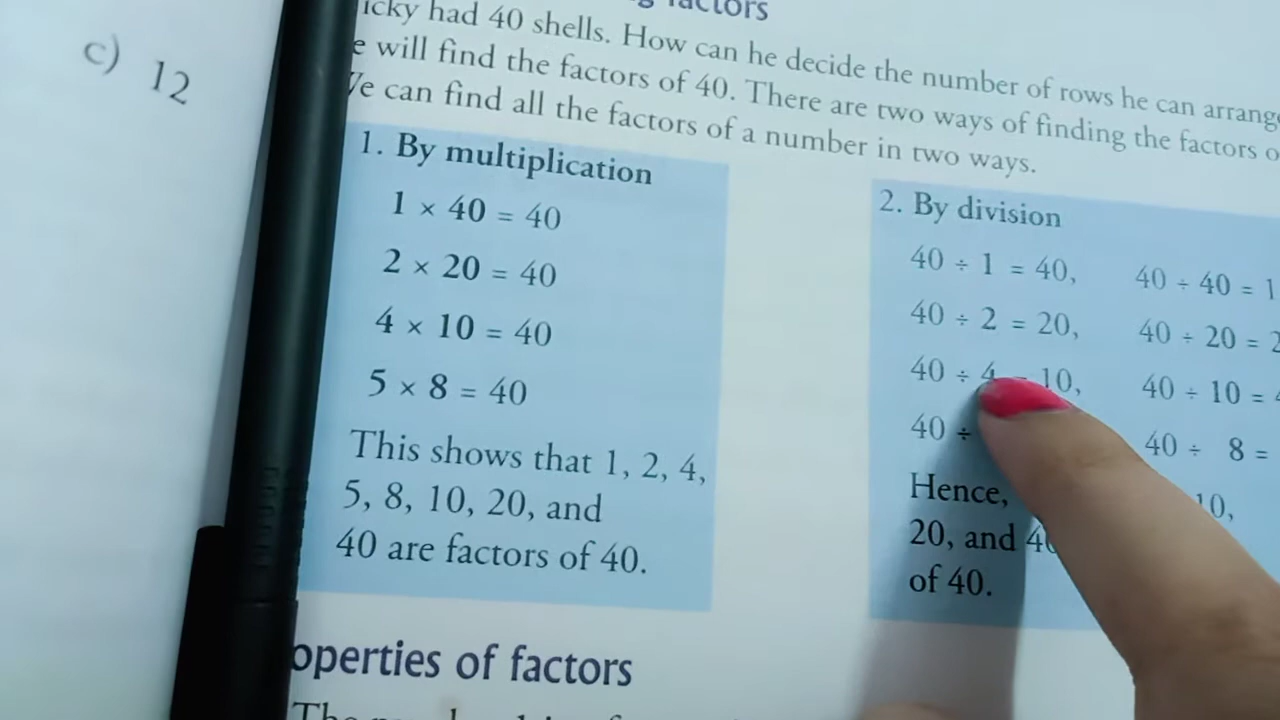 c) 12
factors
icky had 40 shells. How can he decide the number of rows he can arrange
e will find the factors of 40. There are two ways of finding the factors o
We can find all the factors of a number in two ways.
1. By multiplication
1 × 40 = 40
2 × 20 = 40
4 × 10 = 40
5 × 8 = 40
This shows that 1, 2, 4,
5, 8, 10, 20, and
40 are factors of 40.
2. By division
40 ÷ 1 = 40, 40 ÷ 40 = 1
40 ÷ 2 = 20, 40 ÷ 20 = 2
40 ÷ 4 = 10, 40 ÷ 10 = 4
40 ÷ 40 ÷ 8 =
Hence, 10,
20, and 40
of 40.
operties of factors